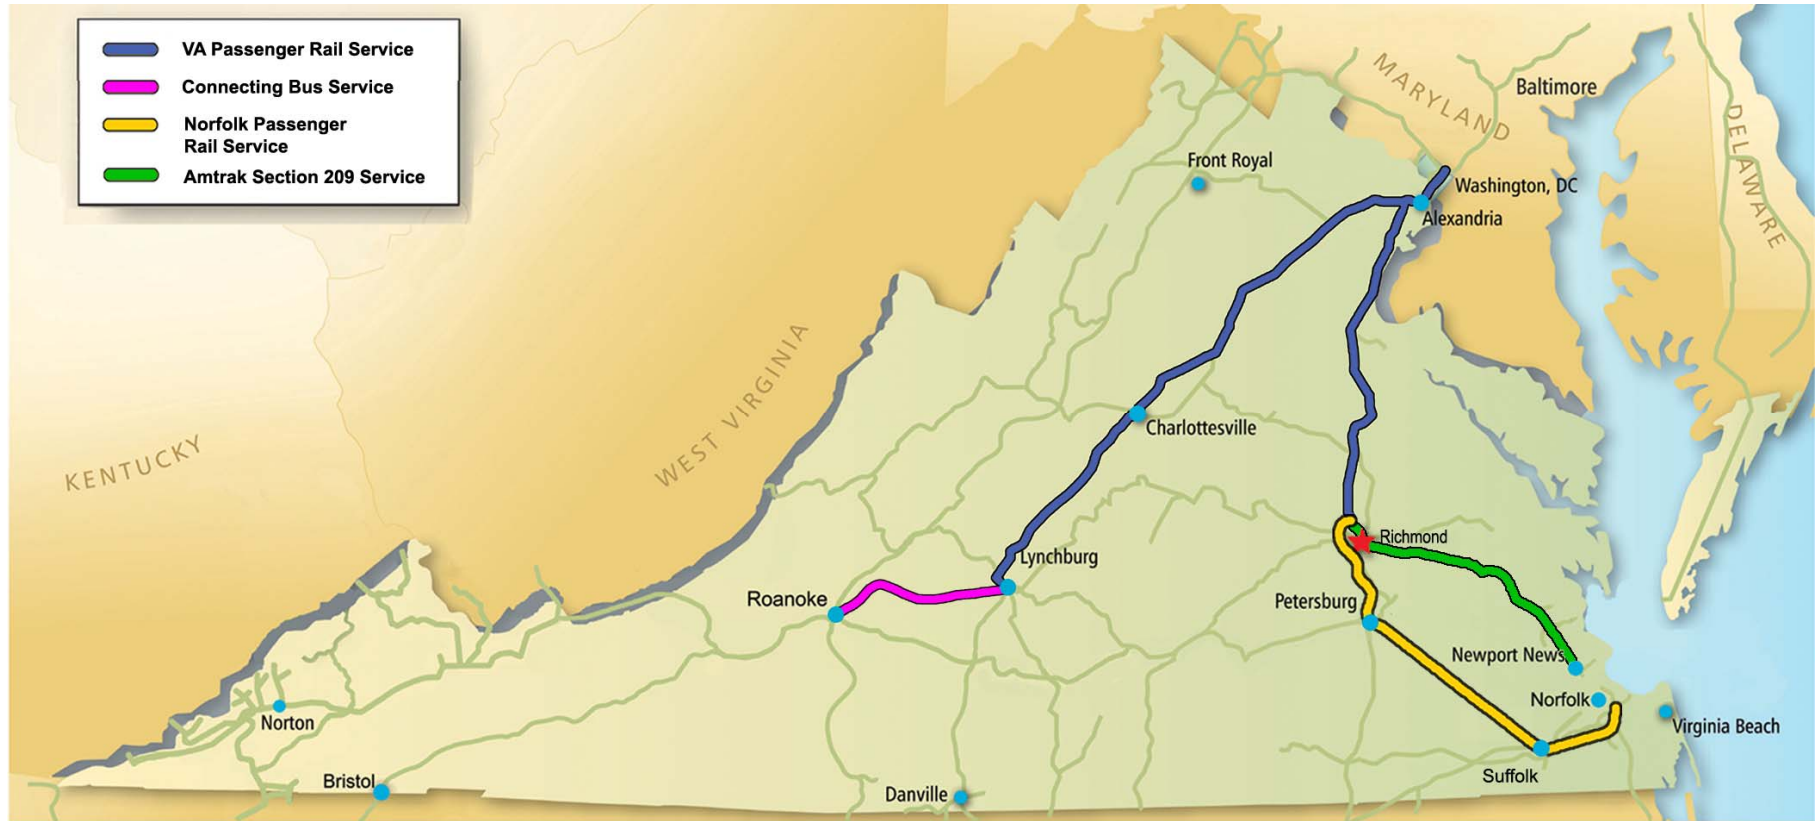 VA Passenger Rail Service
Connecting Bus Service
Norfolk Passenger
Rail Service
Amtrak Section 209 Service
MARYLAND
Baltimore
DELAWARE
Front Royal
Washington, DC
Alexandria
WEST VIRGINIA
KENTUCKY
Charlottesville
Richmond
Lynchburg
Roanoke
Petersburg
Newport News
Norfolk
Virginia Beach
Norton
Suffolk
Bristol
Danville